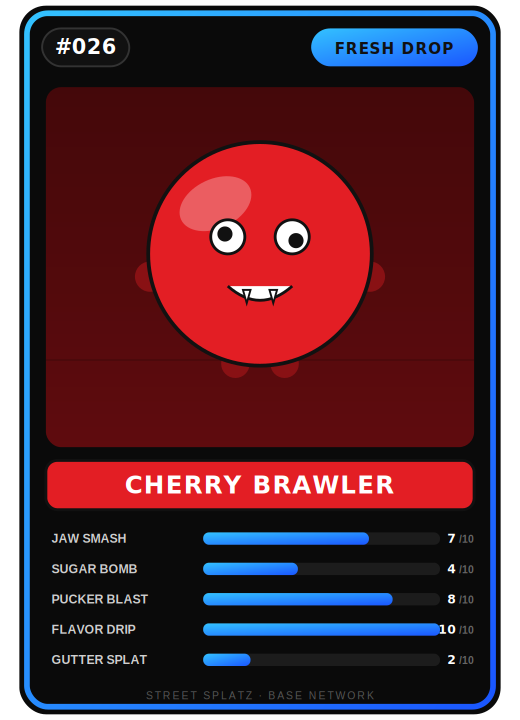 #026
FRESH DROP
CHERRY BRAWLER
JAW SMASH 7 /10
SUGAR BOMB 4 /10
PUCKER BLAST 8 /10
FLAVOR DRIP 10 /10
GUTTER SPLAT 2 /10
STREET SPLATZ · BASE NETWORK